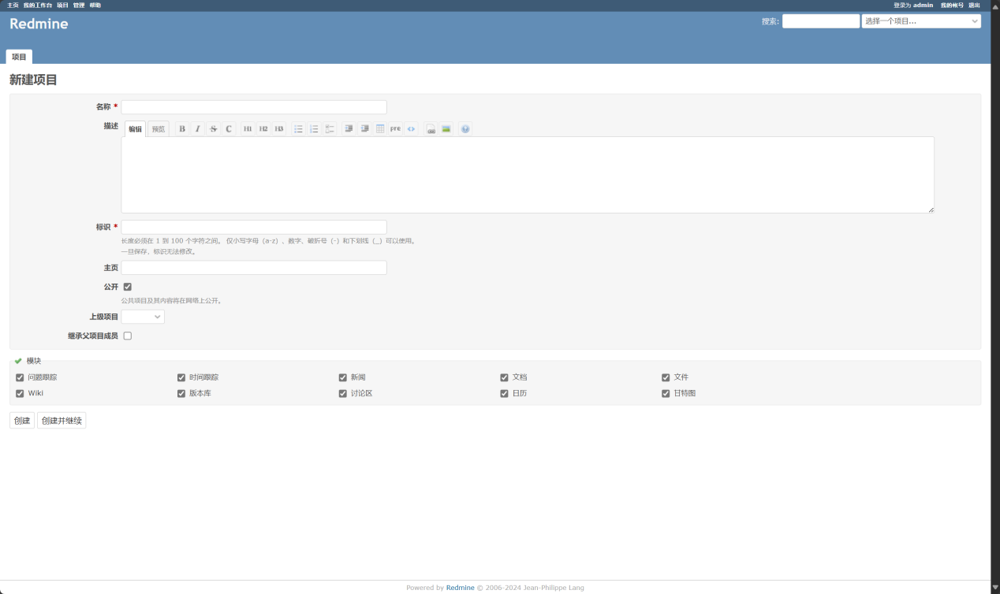 主页 我的工作台 项目 管理 帮助 登录为 admin 我的帐号 退出
Redmine 搜索: 选择一个项目...
项目
新建项目
名称 *
描述 编辑 预览 B I S C H1 H2 H3 pre
标识 *
长度必须在 1 到 100 个字符之间。 仅小写字母（a-z）、数字、破折号（-）和下划线（_）可以使用。
一旦保存，标识无法修改。
主页
公开
公共项目及其内容将在网络上公开。
上级项目
继承父项目成员
模块
问题跟踪 时间跟踪 新闻 文档 文件
Wiki 版本库 讨论区 日历 甘特图
创建 创建并继续
Powered by Redmine © 2006-2024 Jean-Philippe Lang